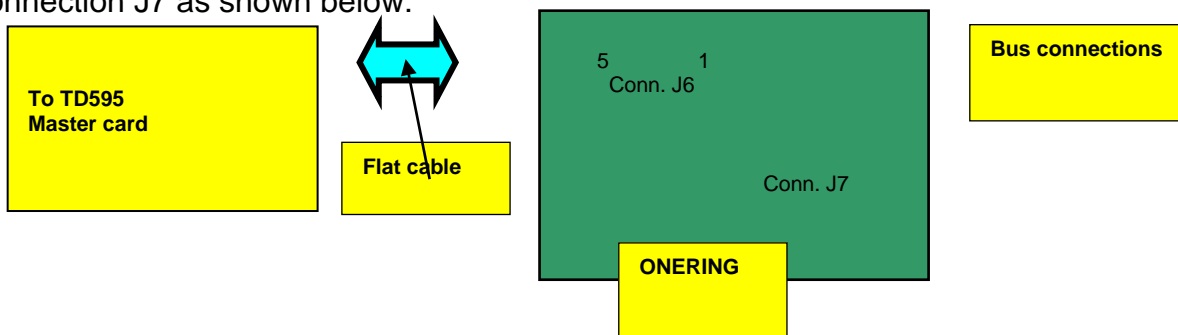 onnection J7 as shown below.
To TD595
Master card
Flat cable
5 1
Conn. J6
Conn. J7
ONERING
Bus connections